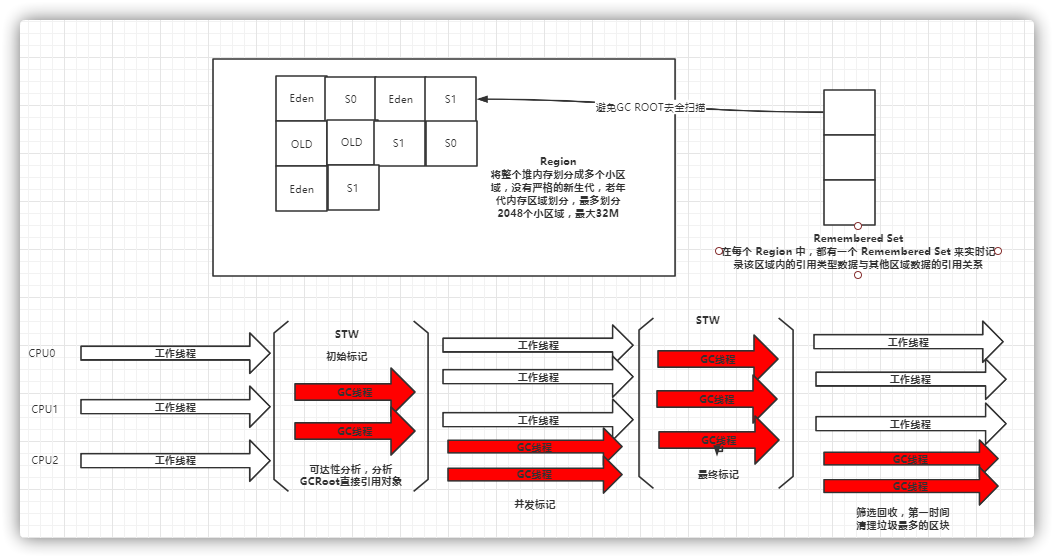 Eden S0 Eden S1
避免GC ROOT去全扫描
OLD OLD S1 S0
Eden S1
Region
将整个堆内存划分成多个小区
域，没有严格的新生代，老年
代内存区域划分，最多划分
2048个小区域，最大32M
Remembered Set
在每个 Region 中，都有一个 Remembered Set 来实时记
录该区域内的引用类型数据与其他区域数据的引用关系
CPU0
工作线程
CPU1
工作线程
CPU2
工作线程
STW
初始标记
GC线程
GC线程
可达性分析，分析
GCRoot直接引用对象
工作线程
工作线程
工作线程
GC线程
GC线程
并发标记
STW
GC线程
GC线程
GC线程
最终标记
工作线程
工作线程
工作线程
GC线程
GC线程
筛选回收，第一时间
清理垃圾最多的区块